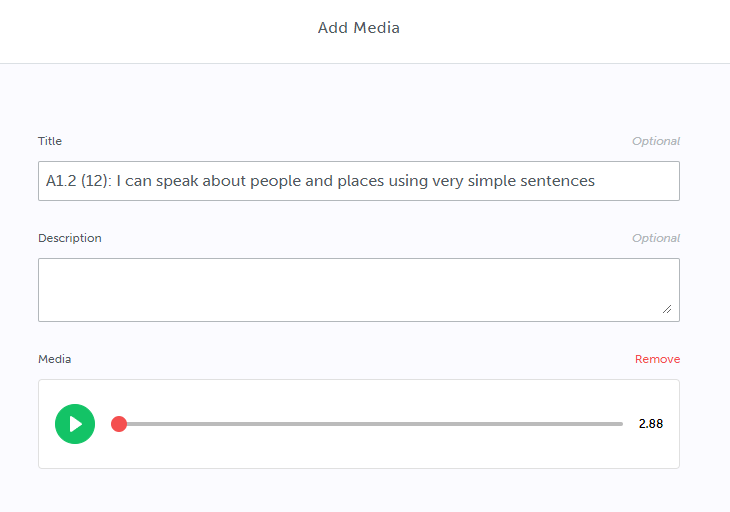 Add Media
Title Optional
A1.2 (12): I can speak about people and places using very simple sentences
Description Optional
Media Remove
2.88